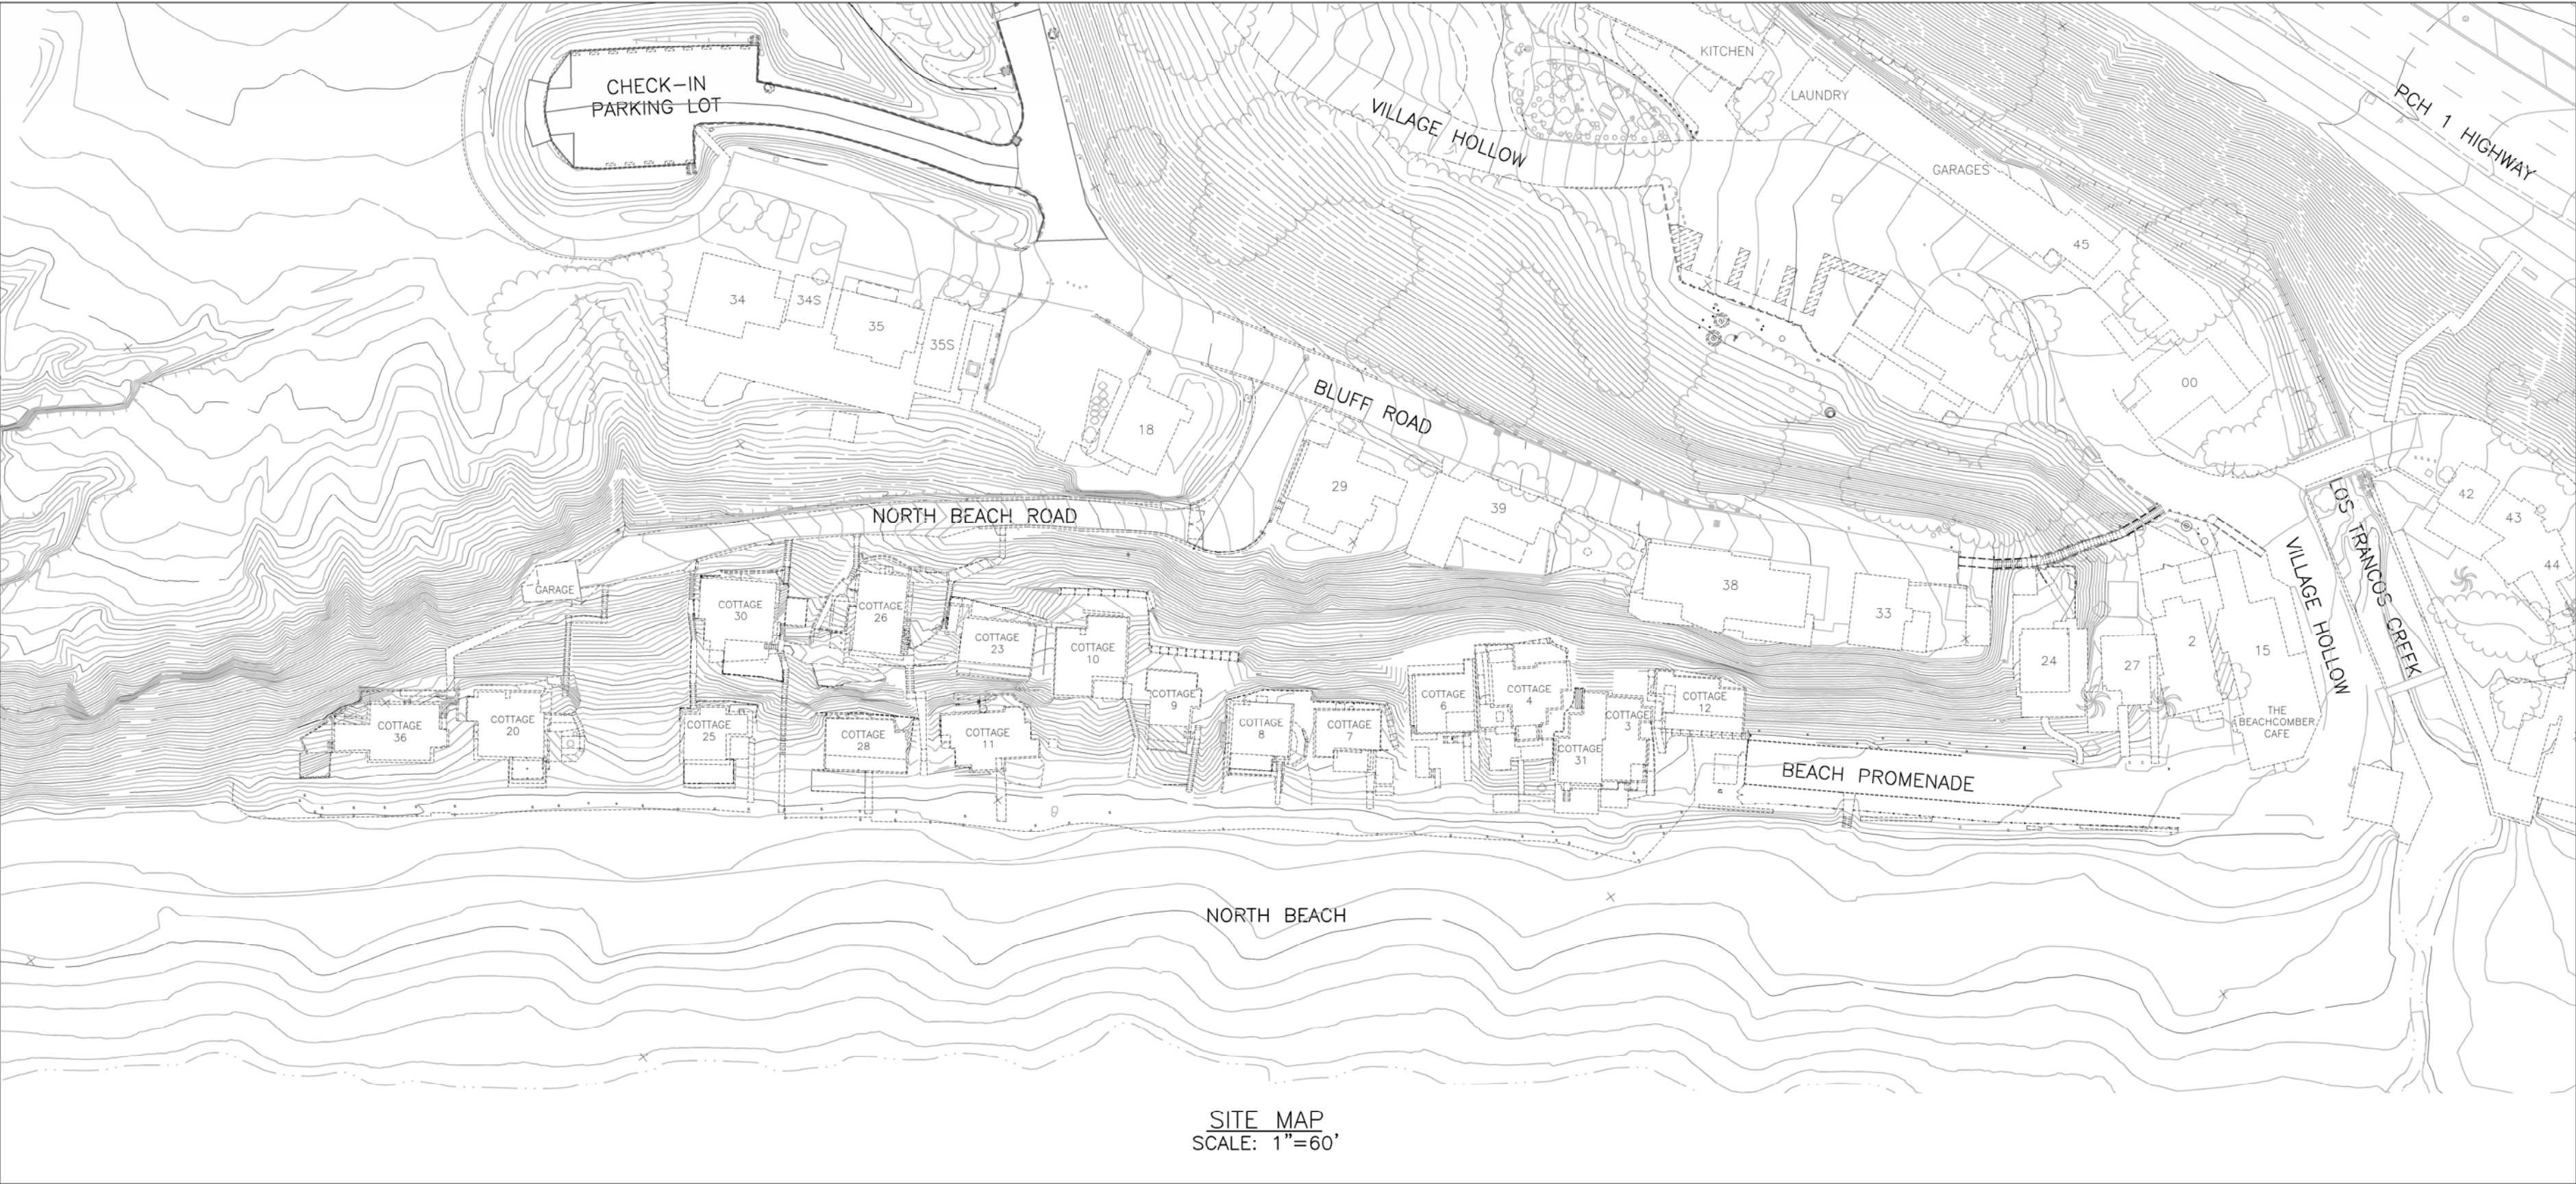 KITCHEN
CHECK-IN
PARKING LOT
LAUNDRY
VILLAGE HOLLOW
PCH 1 HIGHWAY
GARAGES
45
34
34S
35
35S
00
BLUFF ROAD
18
29
39
42
43
44
NORTH BEACH ROAD
LOS TRANCOS CREEK
VILLAGE HOLLOW
GARAGE
38
33
COTTAGE
30
COTTAGE
26
COTTAGE
23
COTTAGE
10
24
27
2
15
COTTAGE
9
COTTAGE
6
COTTAGE
4
COTTAGE
12
COTTAGE
3
COTTAGE
36
COTTAGE
20
COTTAGE
25
COTTAGE
28
COTTAGE
11
COTTAGE
8
COTTAGE
7
COTTAGE
31
THE
BEACHCOMBER
CAFE
BEACH PROMENADE
NORTH BEACH
SITE MAP
SCALE: 1"=60'